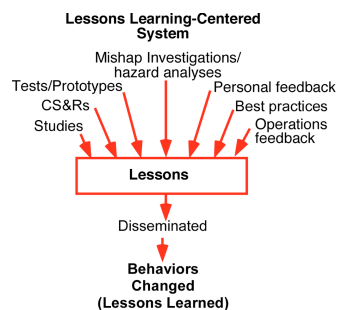 Lessons Learning-Centered
System
Mishap Investigations/
hazard analyses
Tests/Prototypes
Personal feedback
CS&Rs
Best practices
Studies
Operations
feedback
Lessons
Disseminated
Behaviors
Changed
(Lessons Learned)